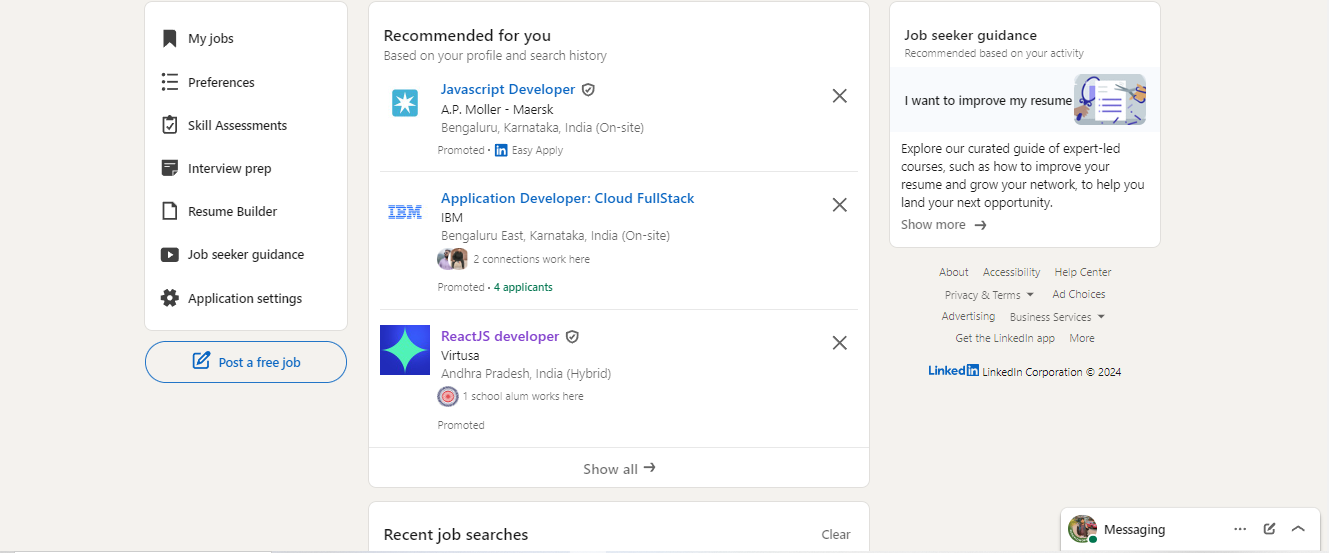 My jobs
Preferences
Skill Assessments
Interview prep
Resume Builder
Job seeker guidance
Application settings
Post a free job
Recommended for you
Based on your profile and search history
Javascript Developer
A.P. Moller - Maersk
Bengaluru, Karnataka, India (On-site)
Promoted • in Easy Apply
IBM
Application Developer: Cloud FullStack
IBM
Bengaluru East, Karnataka, India (On-site)
2 connections work here
Promoted • 4 applicants
ReactJS developer
Virtusa
Andhra Pradesh, India (Hybrid)
1 school alum works here
Promoted
Show all →
Recent job searches Clear
Job seeker guidance
Recommended based on your activity
I want to improve my resume
Explore our curated guide of expert-led
courses, such as how to improve your
resume and grow your network, to help you
land your next opportunity.
Show more →
About Accessibility Help Center
Privacy & Terms Ad Choices
Advertising Business Services
Get the LinkedIn app More
LinkedIn LinkedIn Corporation © 2024
Messaging